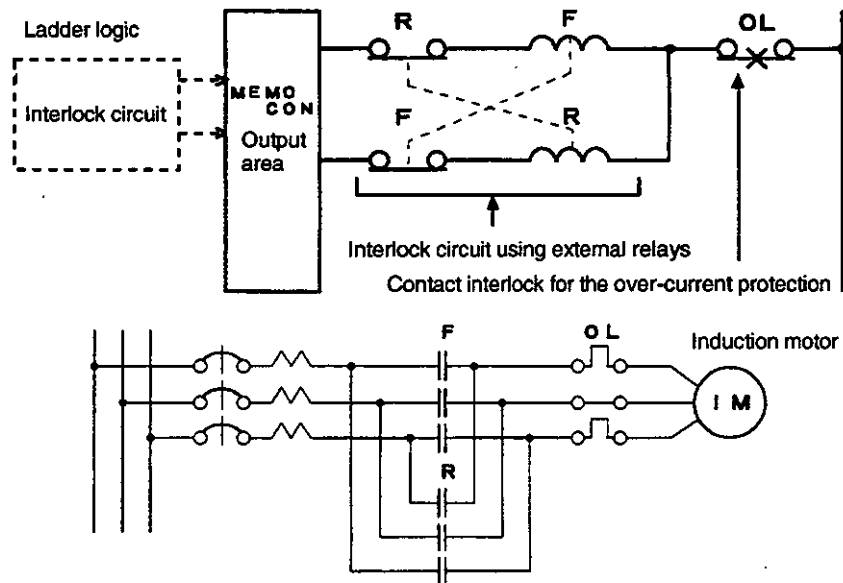 Ladder logic
Interlock circuit
MEMO
CON
Output
area
R
F
OL
F
R
Interlock circuit using external relays
Contact interlock for the over-current protection
F
OL
Induction motor
IM
R